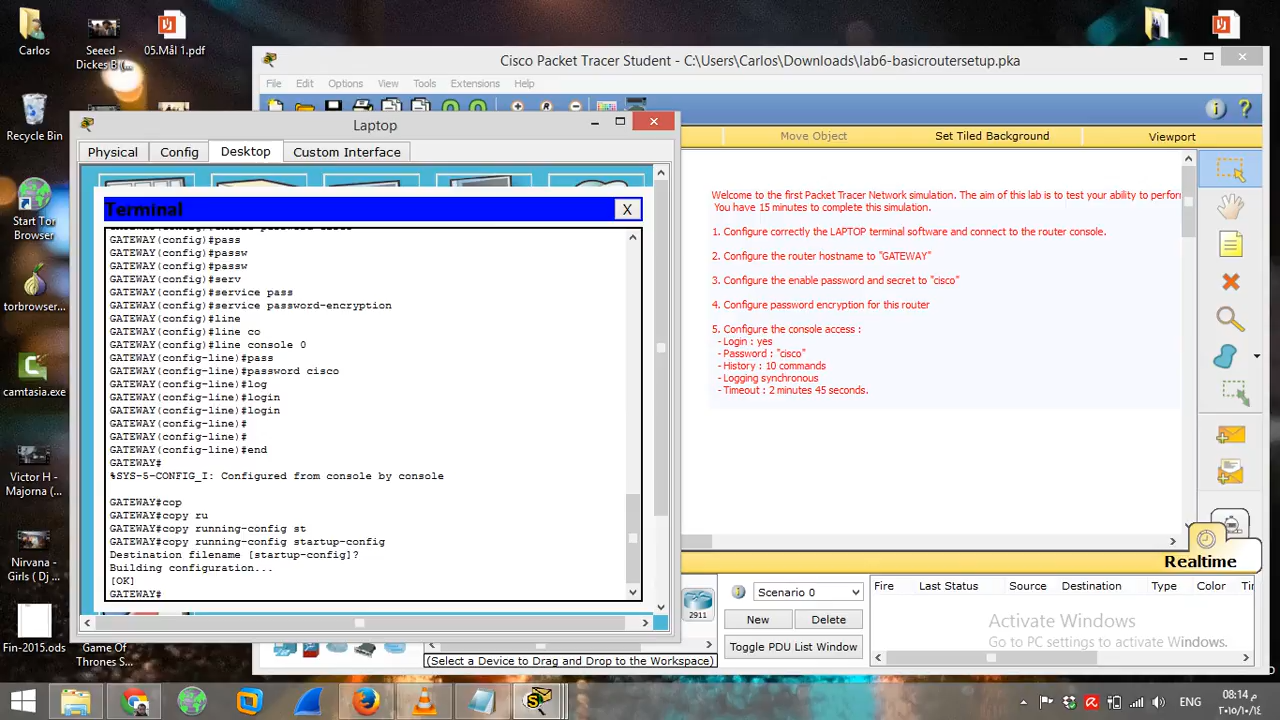 Carlos
Seeed -
Dickes B (...
05.Mål 1.pdf
Recycle Bin
Start Tor
Browser
torbrowser...
camtasia.exe
Victor H -
Majorna (...
Nirvana -
Girls ( Dj ...
Fin-2015.ods
Game Of
Thrones S...
Cisco Packet Tracer Student - C:\Users\Carlos\Downloads\lab6-basicroutersetup.pka
File Edit Options View Tools Extensions Help
Move Object
Set Tiled Background
Viewport
Laptop
Physical
Config
Desktop
Custom Interface
Terminal
X
GATEWAY(config)#pass
GATEWAY(config)#passw
GATEWAY(config)#passw
GATEWAY(config)#serv
GATEWAY(config)#service pass
GATEWAY(config)#service password-encryption
GATEWAY(config)#line
GATEWAY(config)#line co
GATEWAY(config)#line console 0
GATEWAY(config-line)#pass
GATEWAY(config-line)#password cisco
GATEWAY(config-line)#log
GATEWAY(config-line)#login
GATEWAY(config-line)#login
GATEWAY(config-line)#
GATEWAY(config-line)#
GATEWAY(config-line)#end
GATEWAY#
%SYS-5-CONFIG_I: Configured from console by console
GATEWAY#cop
GATEWAY#copy ru
GATEWAY#copy running-config st
GATEWAY#copy running-config startup-config
Destination filename [startup-config]?
Building configuration...
[OK]
GATEWAY#
Welcome to the first Packet Tracer Network simulation. The aim of this lab is to test your ability to perfor
You have 15 minutes to complete this simulation.
1. Configure correctly the LAPTOP terminal software and connect to the router console.
2. Configure the router hostname to "GATEWAY"
3. Configure the enable password and secret to "cisco"
4. Configure password encryption for this router
5. Configure the console access :
- Login : yes
- Password : "cisco"
- History : 10 commands
- Logging synchronous
- Timeout : 2 minutes 45 seconds.
Realtime
2911
Scenario 0
New
Delete
Toggle PDU List Window
Fire Last Status Source Destination Type Color Tir
Activate Windows
Go to PC settings to activate Windows.
(Select a Device to Drag and Drop to the Workspace)
ENG
08:14 م
٢٠١٥/١٠/١٤